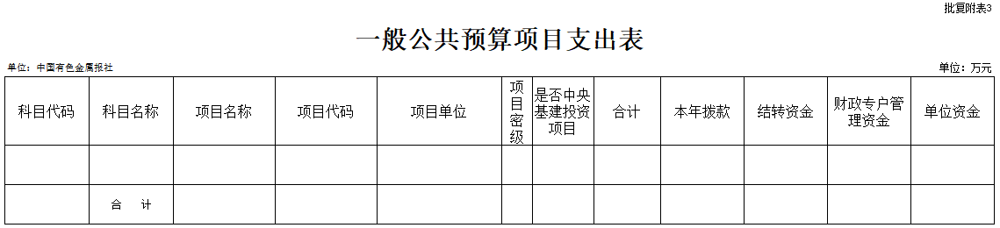 批复附表3
一般公共预算项目支出表
单位：中国有色金属报社
单位：万元
科目代码
科目名称
项目名称
项目代码
项目单位
项目密级
是否中央
基建投资
项目
合计
本年拨款
结转资金
财政专户管
理资金
单位资金
合 计